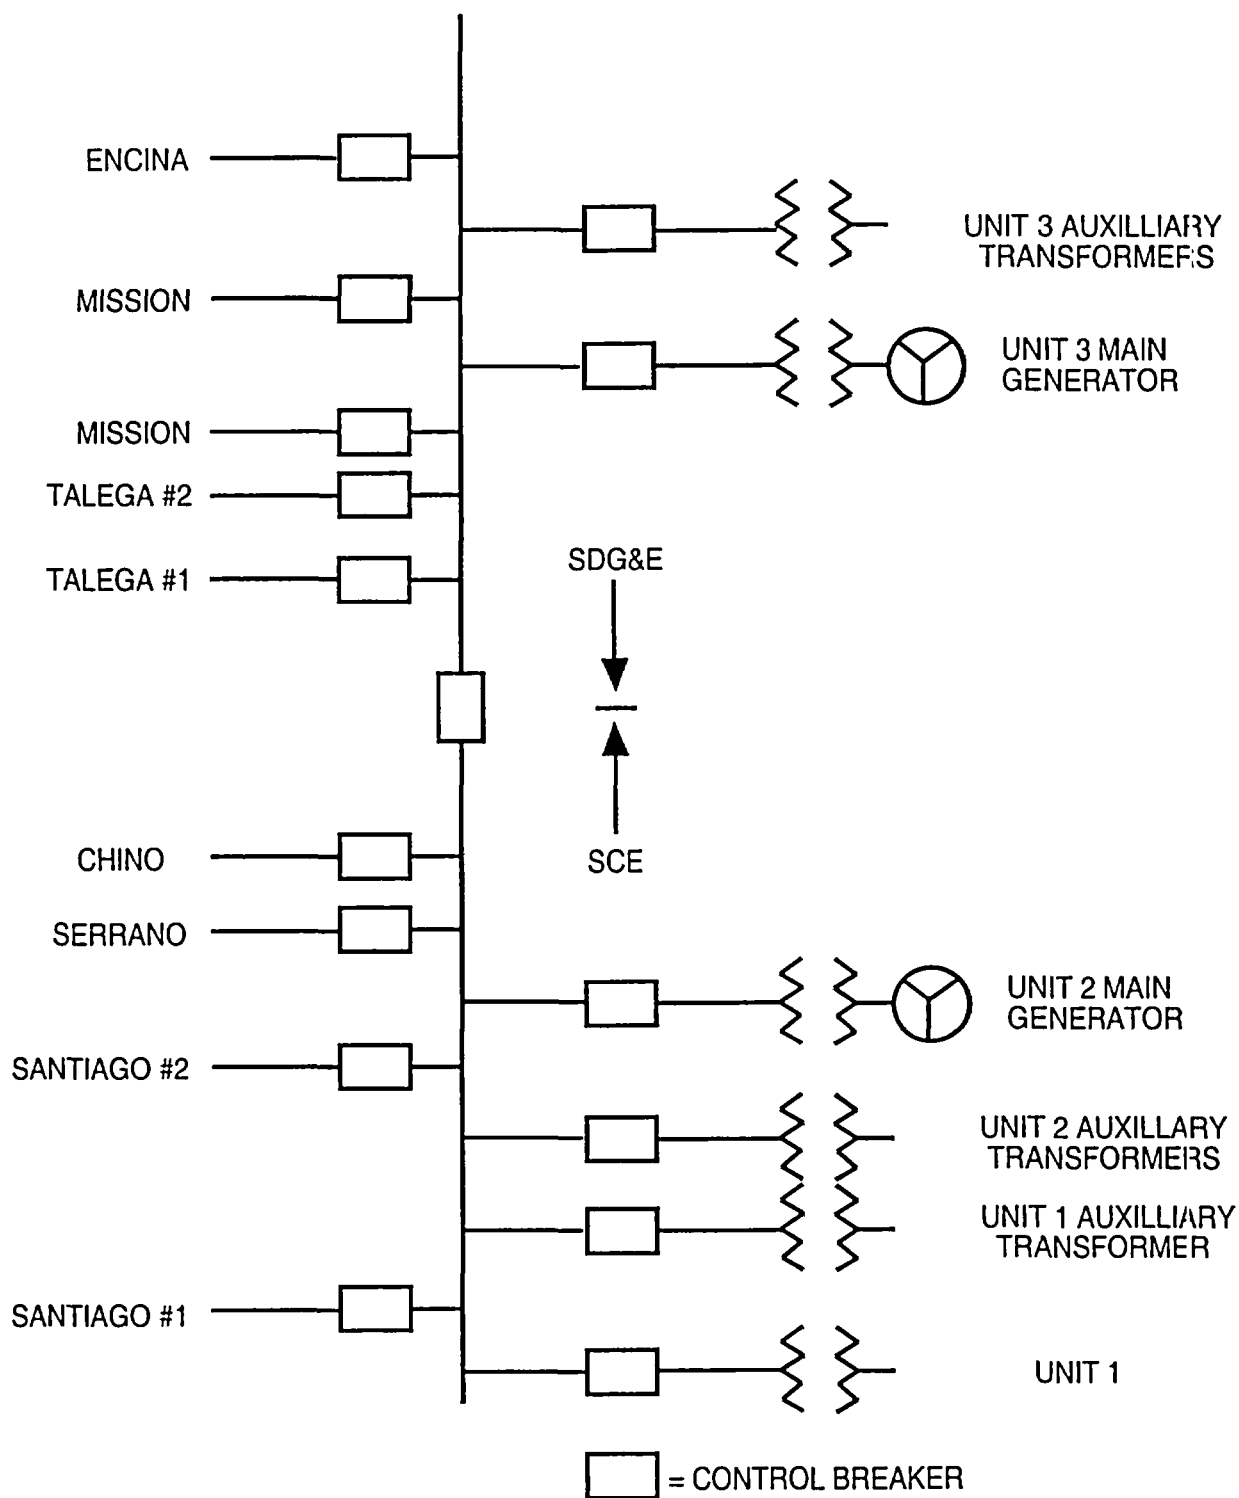 ENCINA
UNIT 3 AUXILLIARY
TRANSFORMERS
MISSION
UNIT 3 MAIN
GENERATOR
MISSION
TALEGA #2
TALEGA #1
SDG&E
SCE
CHINO
SERRANO
UNIT 2 MAIN
GENERATOR
SANTIAGO #2
UNIT 2 AUXILLARY
TRANSFORMERS
UNIT 1 AUXILLIARY
TRANSFORMER
SANTIAGO #1
UNIT 1
= CONTROL BREAKER